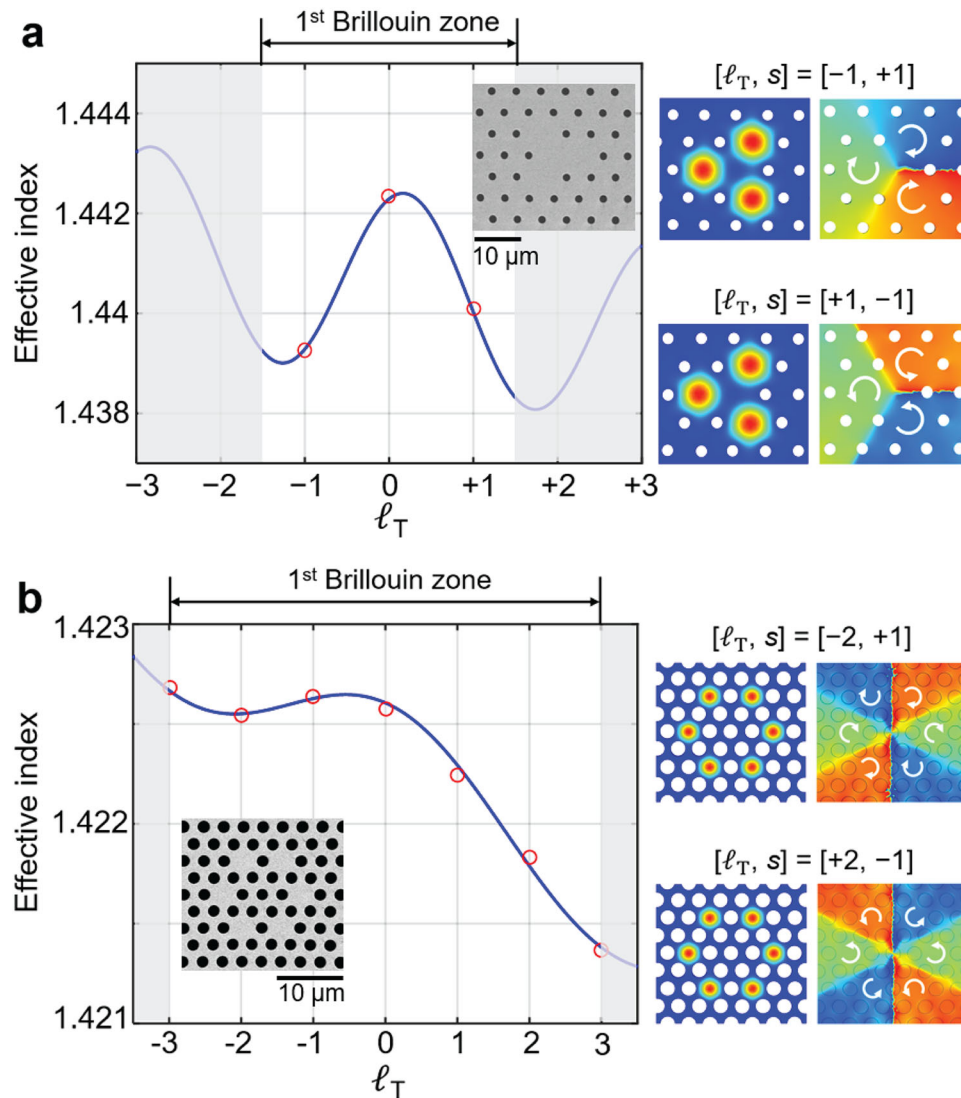 a
1st Brillouin zone
Effective index
1.444
1.442
1.44
1.438
10 µm
−3 −2 −1 0 +1 +2 +3
ℓT
[ℓT, s] = [−1, +1]
[ℓT, s] = [+1, −1]
b
1st Brillouin zone
Effective index
1.423
1.422
1.421
10 µm
-3 -2 -1 0 1 2 3
ℓT
[ℓT, s] = [−2, +1]
[ℓT, s] = [+2, −1]